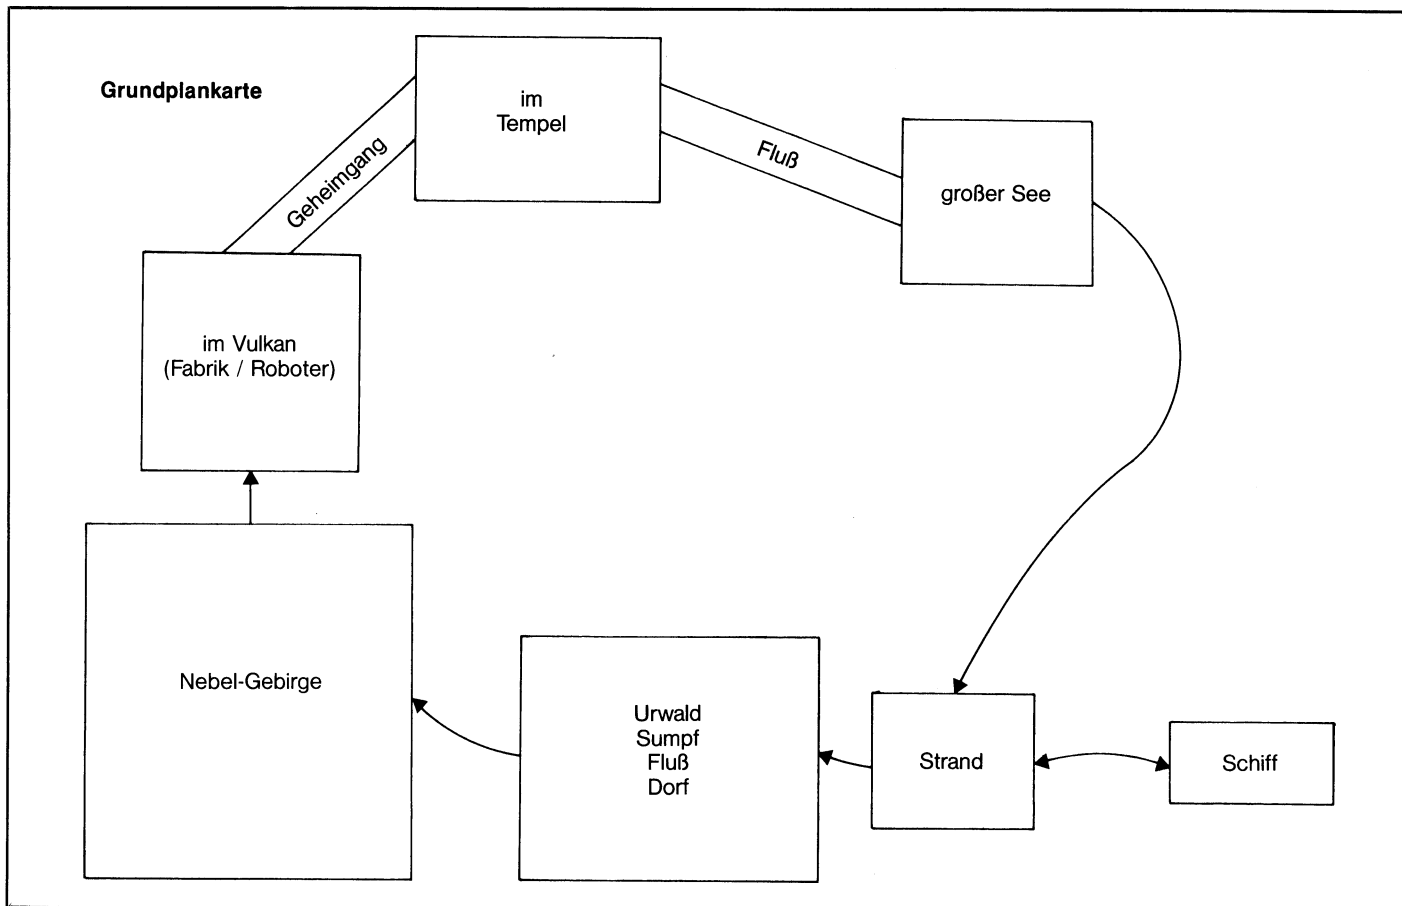 Grundplankarte
im
Tempel
Geheimgang
Fluß
großer See
im Vulkan
(Fabrik / Roboter)
Nebel-Gebirge
Urwald
Sumpf
Fluß
Dorf
Strand
Schiff